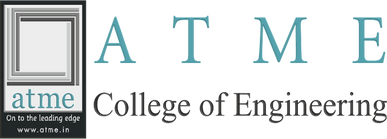 atme
On to the leading edge
www.atme.in
A T M E
College of Engineering